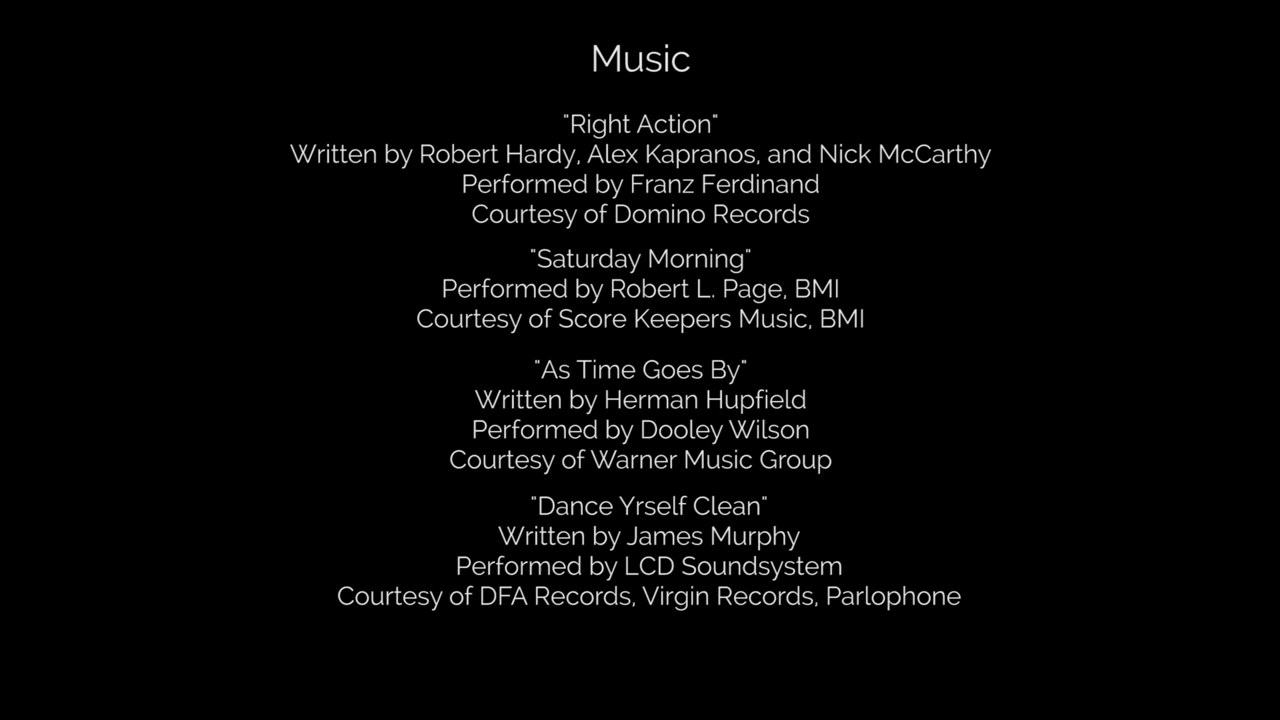 Music
"Right Action"
Written by Robert Hardy, Alex Kapranos, and Nick McCarthy
Performed by Franz Ferdinand
Courtesy of Domino Records
"Saturday Morning"
Performed by Robert L. Page, BMI
Courtesy of Score Keepers Music, BMI
"As Time Goes By"
Written by Herman Hupfield
Performed by Dooley Wilson
Courtesy of Warner Music Group
"Dance Yrself Clean"
Written by James Murphy
Performed by LCD Soundsystem
Courtesy of DFA Records, Virgin Records, Parlophone